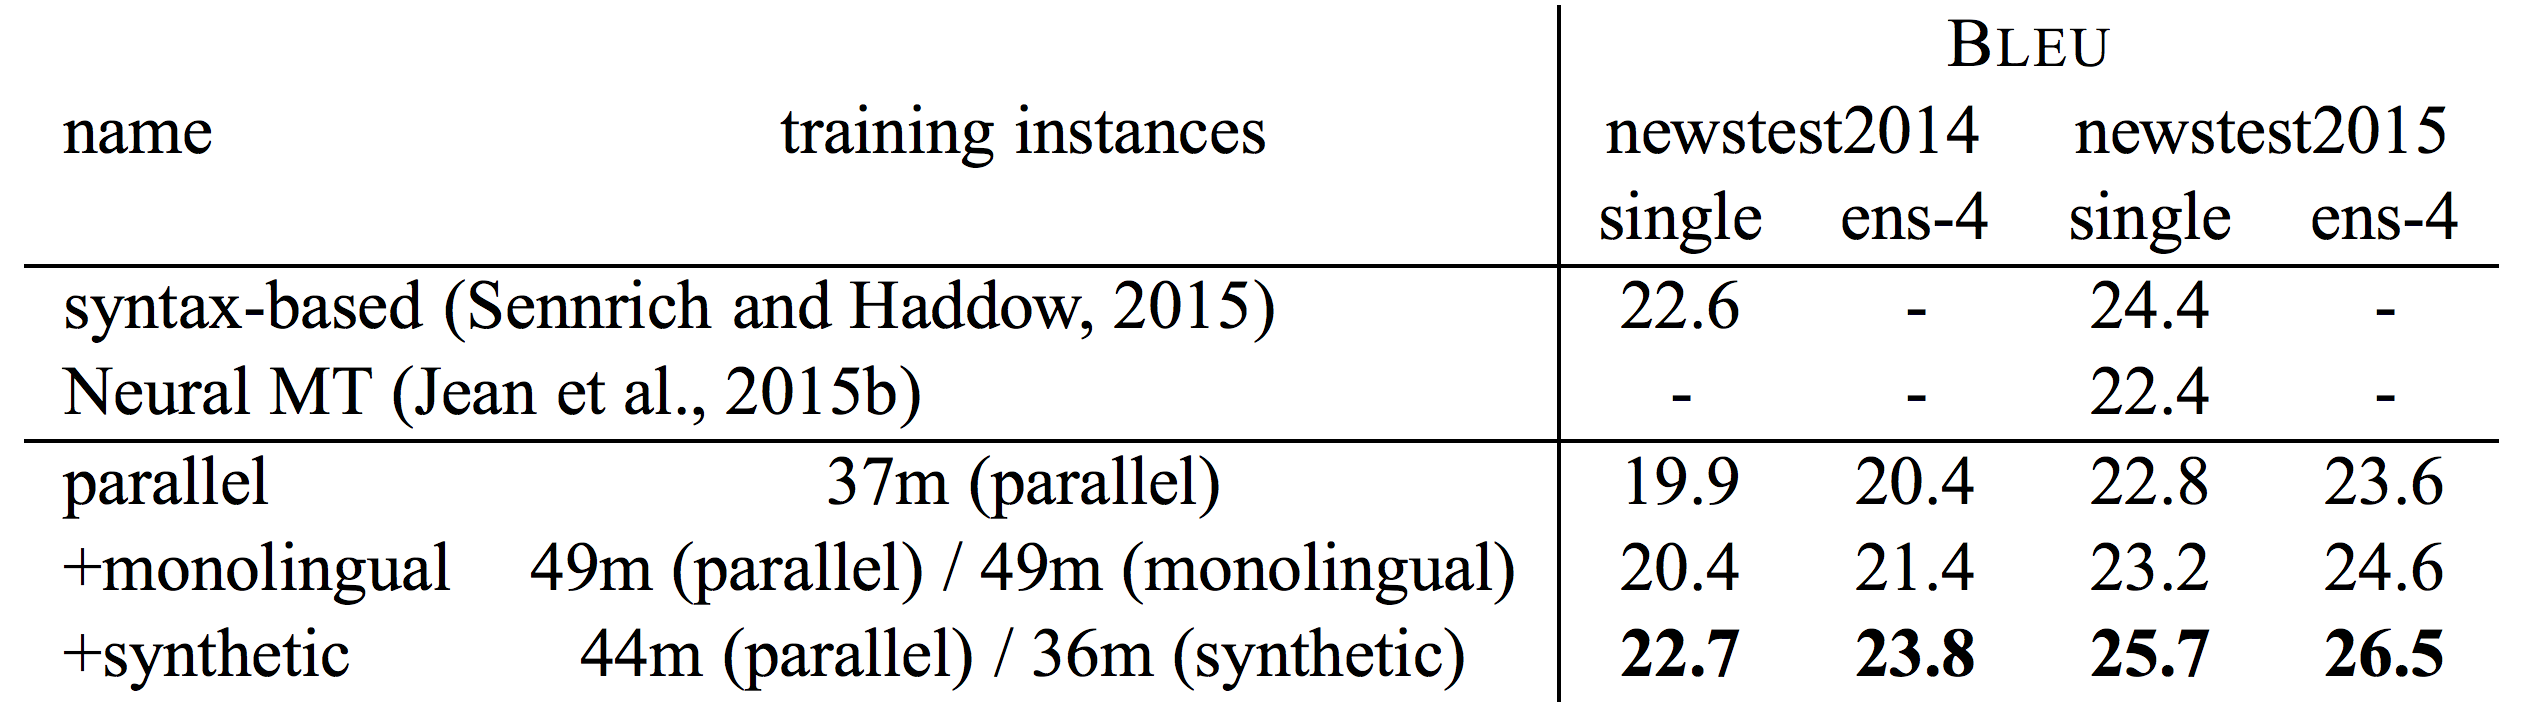 BLEU
name training instances newstest2014 newstest2015
single ens-4 single ens-4
syntax-based (Sennrich and Haddow, 2015) 22.6 - 24.4 -
Neural MT (Jean et al., 2015b) - - 22.4 -
parallel 37m (parallel) 19.9 20.4 22.8 23.6
+monolingual 49m (parallel) / 49m (monolingual) 20.4 21.4 23.2 24.6
+synthetic 44m (parallel) / 36m (synthetic) 22.7 23.8 25.7 26.5